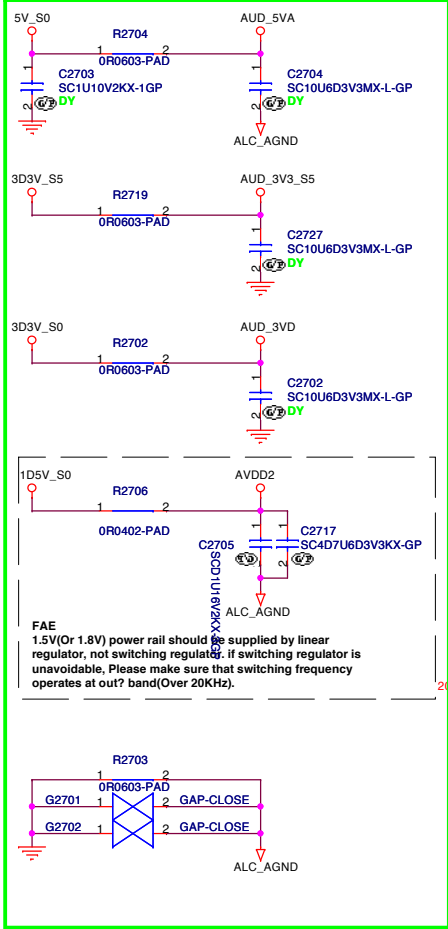 5V_S0
AUD_5VA
R2704
1 2
0R0603-PAD
1
C2703
SC1U10V2KX-1GP
2
DY
1
C2704
SC10U6D3V3MX-L-GP
2
DY
ALC_AGND
3D3V_S5
AUD_3V3_S5
R2719
1 2
0R0603-PAD
1
C2727
SC10U6D3V3MX-L-GP
2
DY
3D3V_S0
AUD_3VD
R2702
1 2
0R0603-PAD
1
C2702
SC10U6D3V3MX-L-GP
2
DY
1D5V_S0
AVDD2
R2706
1 2
0R0402-PAD
1
C2705
2
1
C2717
SC4D7U6D3V3KX-GP
2
ALC_AGND
FAE
1.5V(Or 1.8V) power rail should be supplied by linear
regulator, not switching regulator. if switching regulator is
unavoidable, Please make sure that switching frequency
operates at out? band(Over 20KHz).
R2703
1 2
0R0603-PAD
G2701 1 2 GAP-CLOSE
G2702 1 2 GAP-CLOSE
ALC_AGND